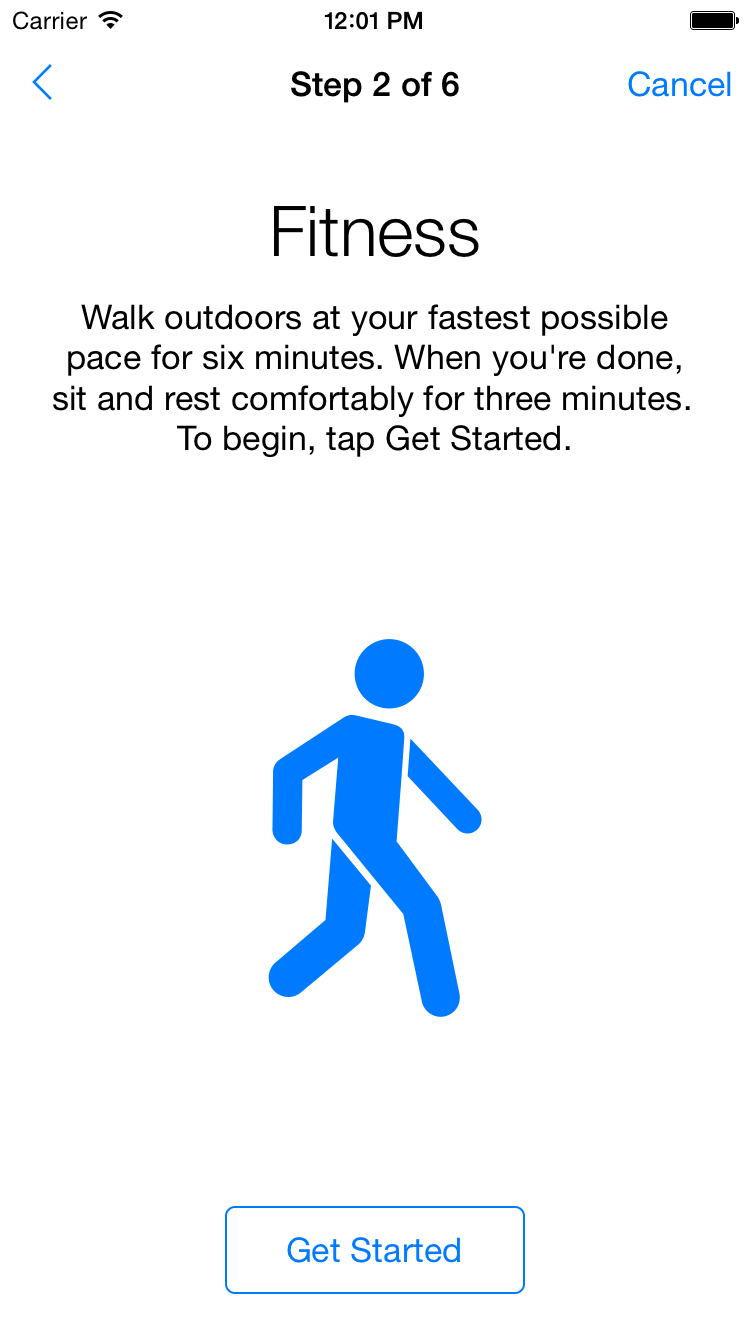 Carrier 12:01 PM
Step 2 of 6 Cancel
Fitness
Walk outdoors at your fastest possible
pace for six minutes. When you're done,
sit and rest comfortably for three minutes.
To begin, tap Get Started.
Get Started